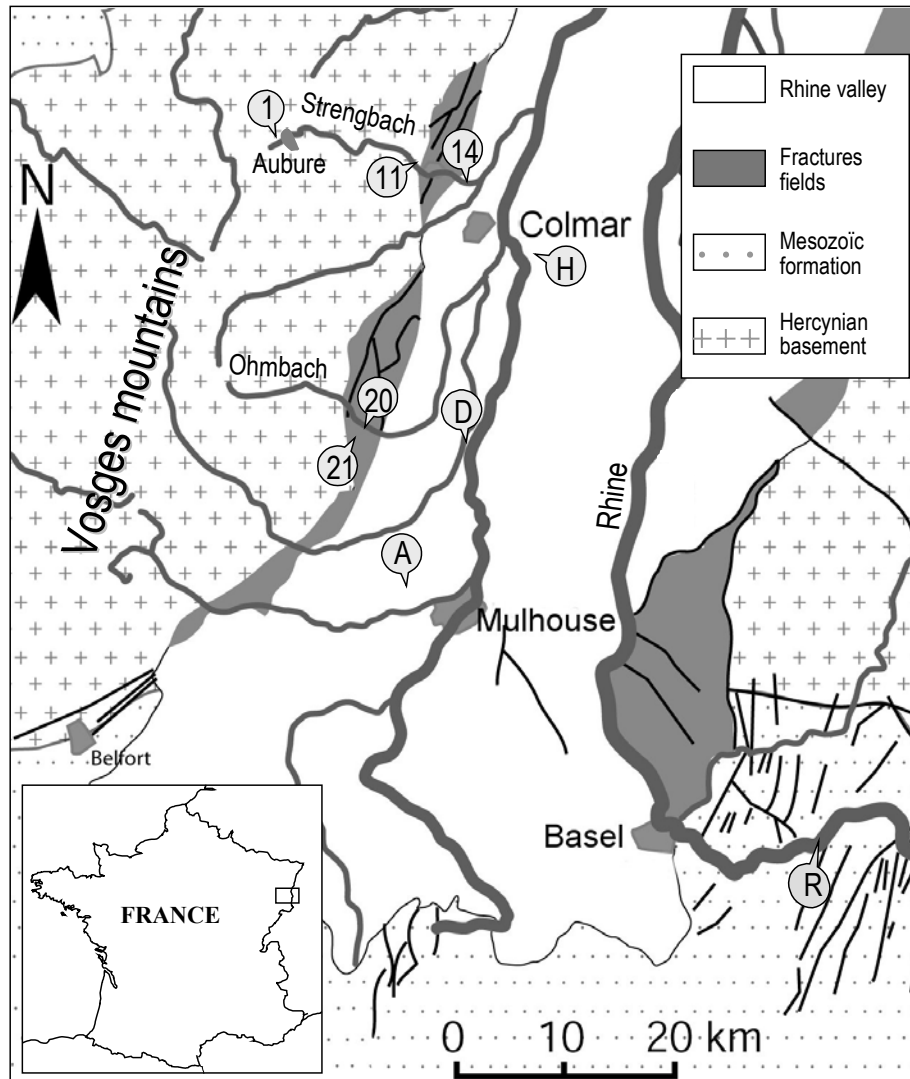 Rhine valley
Fractures
fields
Mesozoïc
formation
Hercynian
basement
1
Strengbach
Aubure
11
14
N
Colmar
H
Vosges mountains
Ohmbach
20
D
21
Rhine
A
Mulhouse
Belfort
Basel
R
FRANCE
0 10 20 km